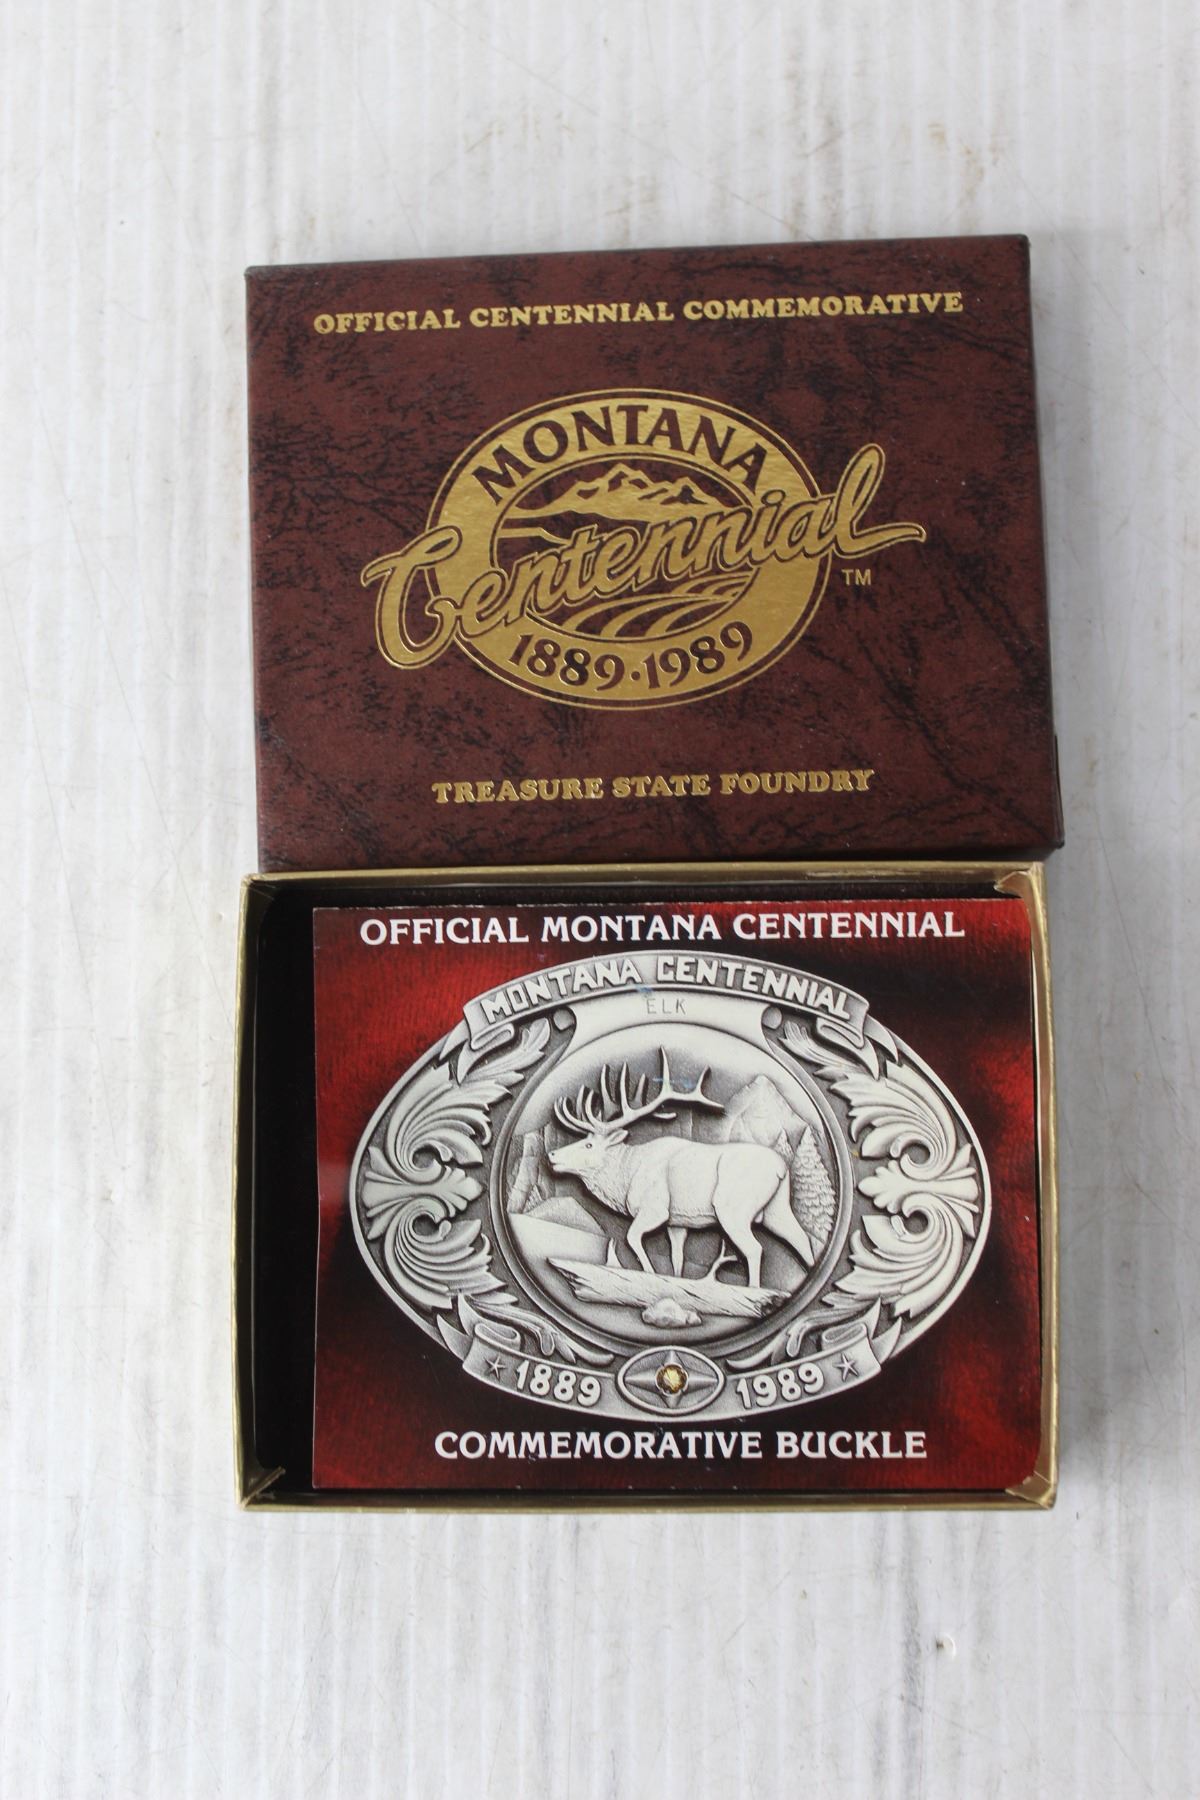 OFFICIAL CENTENNIAL COMMEMORATIVE
MONTANA
Centennial
TM
1889·1989
TREASURE STATE FOUNDRY
OFFICIAL MONTANA CENTENNIAL
MONTANA CENTENNIAL
ELK
1889 1989
COMMEMORATIVE BUCKLE